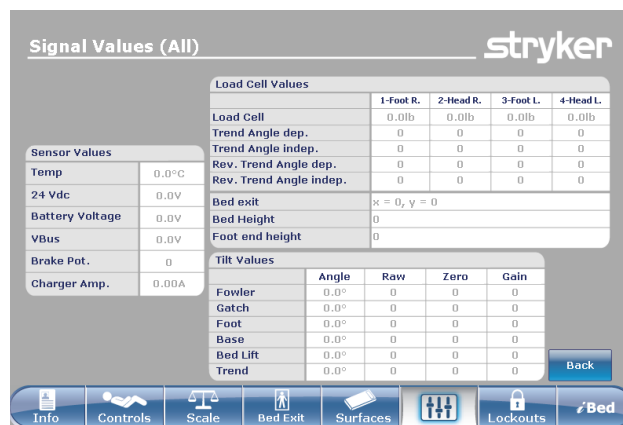 Signal Values (All)
stryker
Load Cell Values
1-Foot R. 2-Head R. 3-Foot L. 4-Head L.
Load Cell 0.0lb 0.0lb 0.0lb 0.0lb
Trend Angle dep. 0 0 0 0
Trend Angle indep. 0 0 0 0
Rev. Trend Angle dep. 0 0 0 0
Rev. Trend Angle indep. 0 0 0 0
Bed exit x = 0, y = 0
Bed Height 0
Foot end height 0
Sensor Values
Temp 0.0°C
24 Vdc 0.0V
Battery Voltage 0.0V
VBus 0.0V
Brake Pot. 0
Charger Amp. 0.00A
Tilt Values
Angle Raw Zero Gain
Fowler 0.0° 0 0 0
Gatch 0.0° 0 0 0
Foot 0.0° 0 0 0
Base 0.0° 0 0 0
Bed Lift 0.0° 0 0 0
Trend 0.0° 0 0 0
Back
Info Controls Scale Bed Exit Surfaces Lockouts iBed